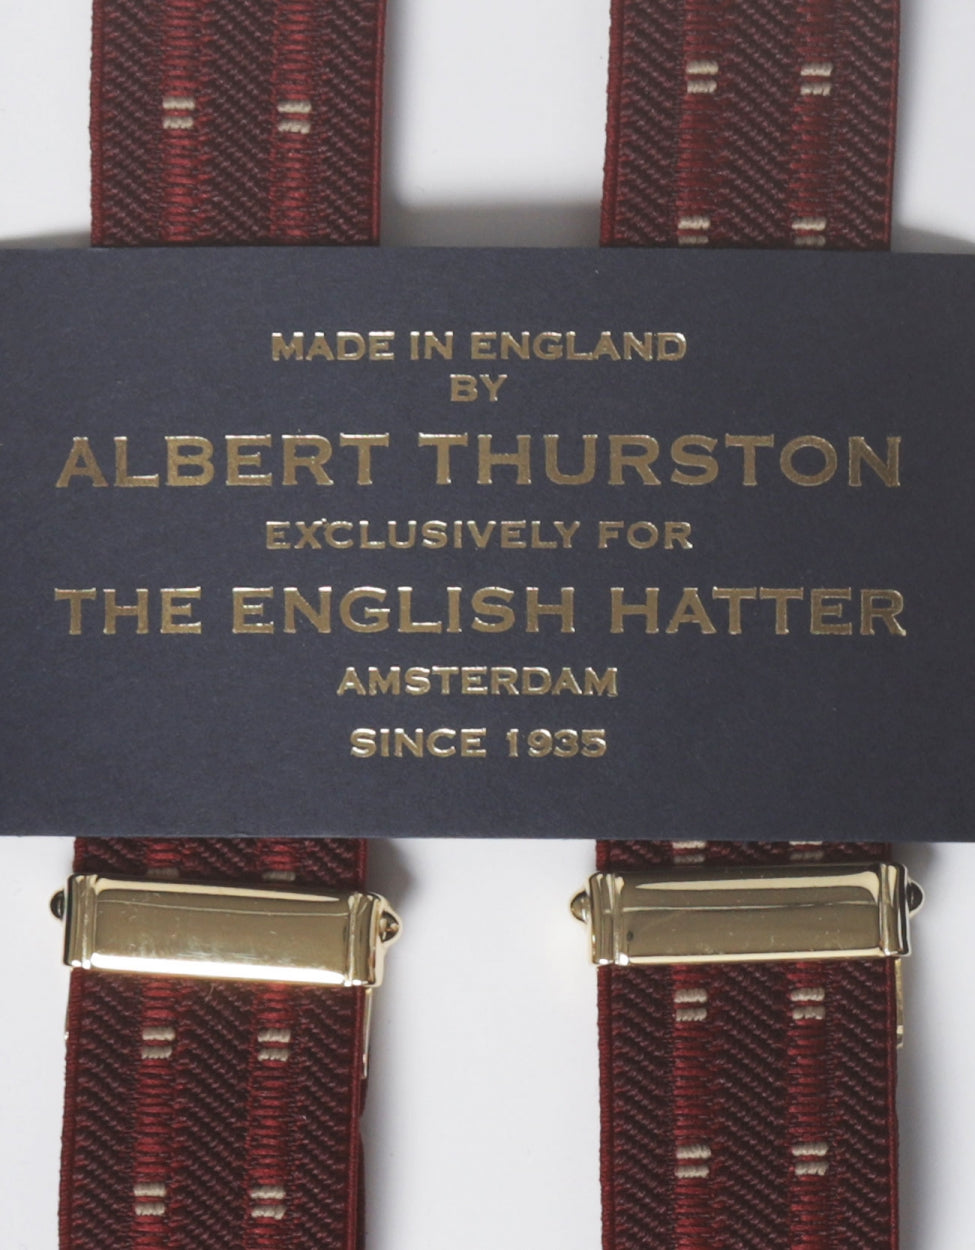 MADE IN ENGLAND
BY
ALBERT THURSTON
EXCLUSIVELY FOR
THE ENGLISH HATTER
AMSTERDAM
SINCE 1935